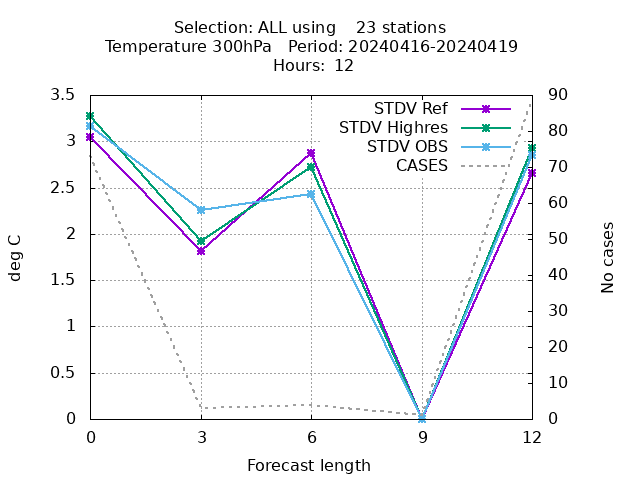 Selection: ALL using    23 stations
Temperature 300hPa   Period: 20240416-20240419
Hours: 12
STDV Ref
STDV Highres
STDV OBS
CASES
deg C
No cases
3.5
3
2.5
2
1.5
1
0.5
0
90
80
70
60
50
40
30
20
10
0
0 3 6 9 12
Forecast length